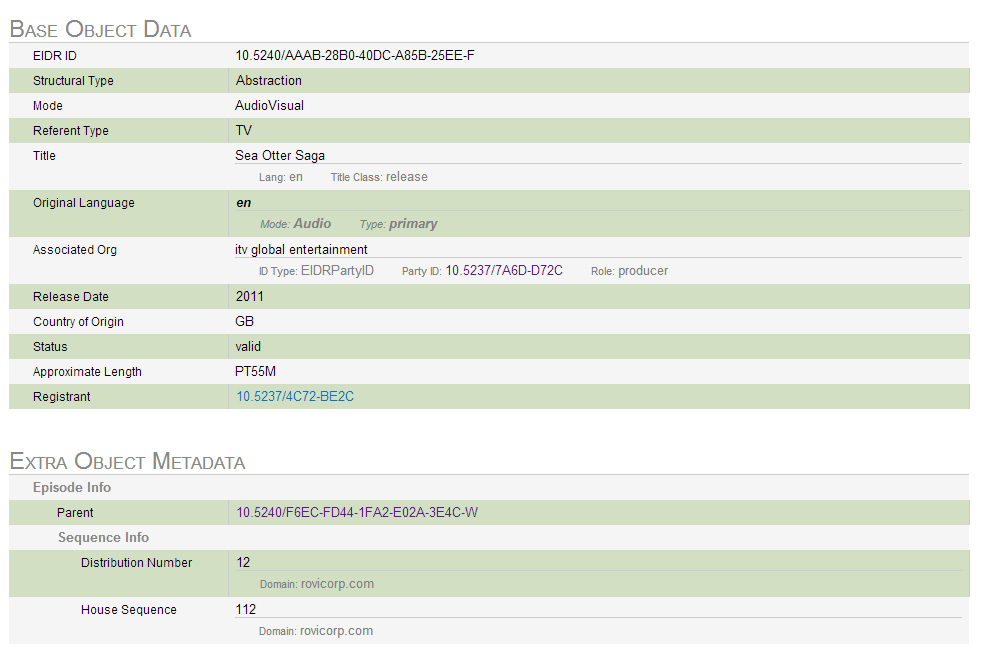 BASE OBJECT DATA
EIDR ID 10.5240/AAAB-28B0-40DC-A85B-25EE-F
Structural Type Abstraction
Mode AudioVisual
Referent Type TV
Title Sea Otter Saga
Lang: en Title Class: release
Original Language en
Mode: Audio Type: primary
Associated Org itv global entertainment
ID Type: EIDRPartyID Party ID: 10.5237/7A6D-D72C Role: producer
Release Date 2011
Country of Origin GB
Status valid
Approximate Length PT55M
Registrant 10.5237/4C72-BE2C
EXTRA OBJECT METADATA
Episode Info
Parent 10.5240/F6EC-FD44-1FA2-E02A-3E4C-W
Sequence Info
Distribution Number 12
Domain: rovicorp.com
House Sequence 112
Domain: rovicorp.com